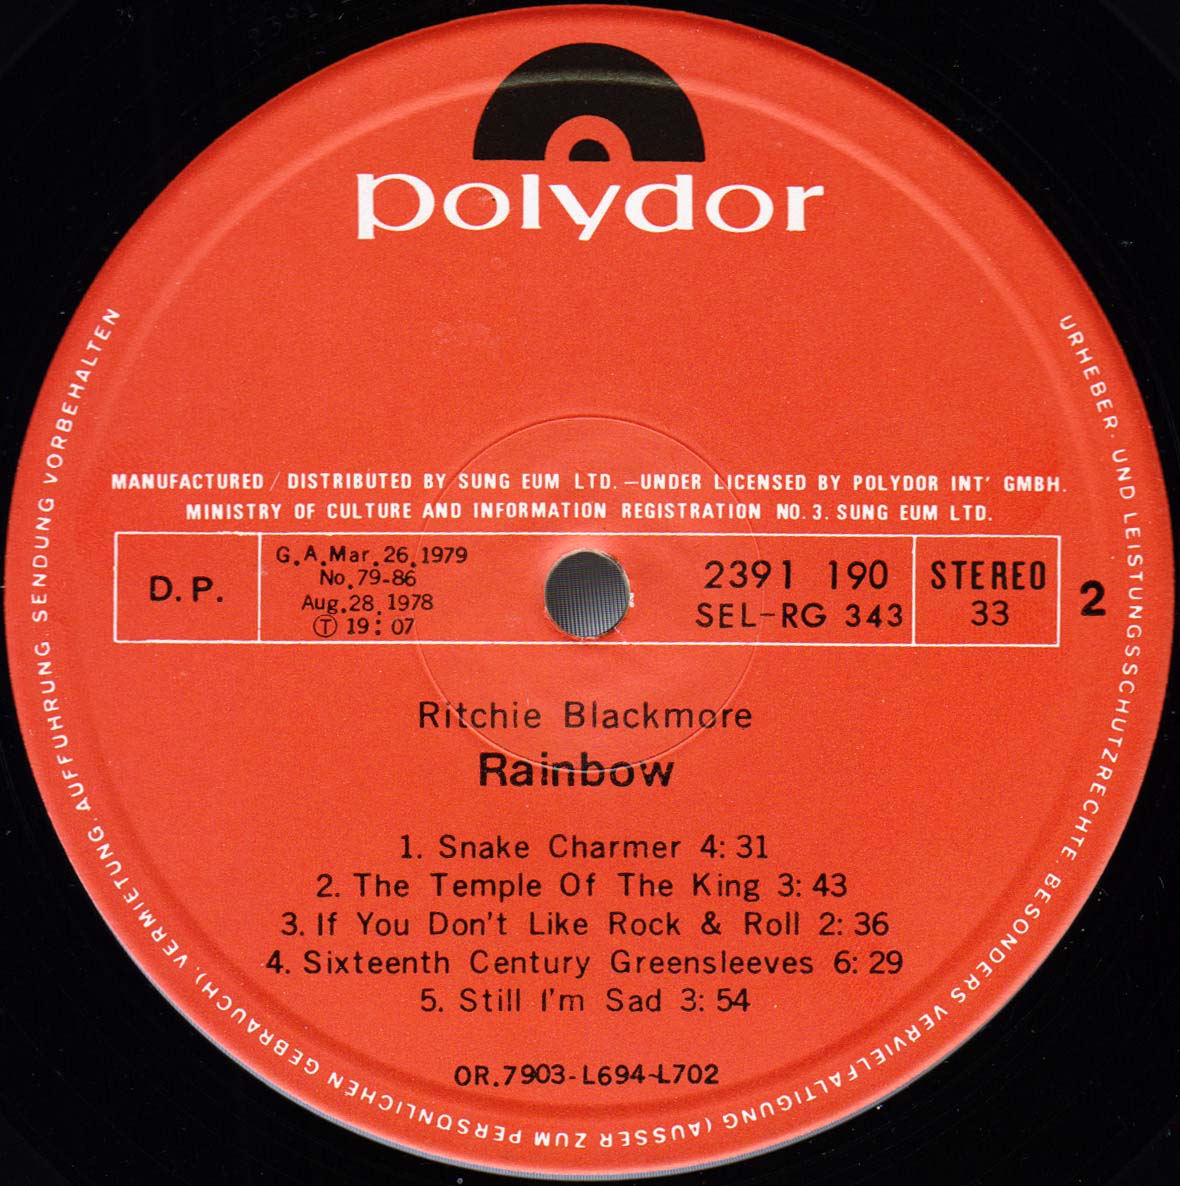 polydor
MANUFACTURED / DISTRIBUTED BY SUNG EUM LTD. —UNDER LICENSED BY POLYDOR INT' GMBH.
MINISTRY OF CULTURE AND INFORMATION REGISTRATION NO. 3. SUNG EUM LTD.
D. P.
G.A.Mar.26.1979
No.79-86
Aug.28.1978
Ⓣ 19:07
2391 190
SEL-RG 343
STEREO
33
2
Ritchie Blackmore
Rainbow
1. Snake Charmer 4:31
2. The Temple Of The King 3:43
3. If You Don't Like Rock & Roll 2:36
4. Sixteenth Century Greensleeves 6:29
5. Still I'm Sad 3:54
OR.7903-L694-L702
URHEBER- UND LEISTUNGSSCHUTZRECHTE. BESONDERS VERVIELFALTIGUNG (AUSSER ZUM PERSÖNLICHEN GEBRAUCH), VERMIETUNG. AUFFUHRUNG. SENDUNG VORBEHALTEN